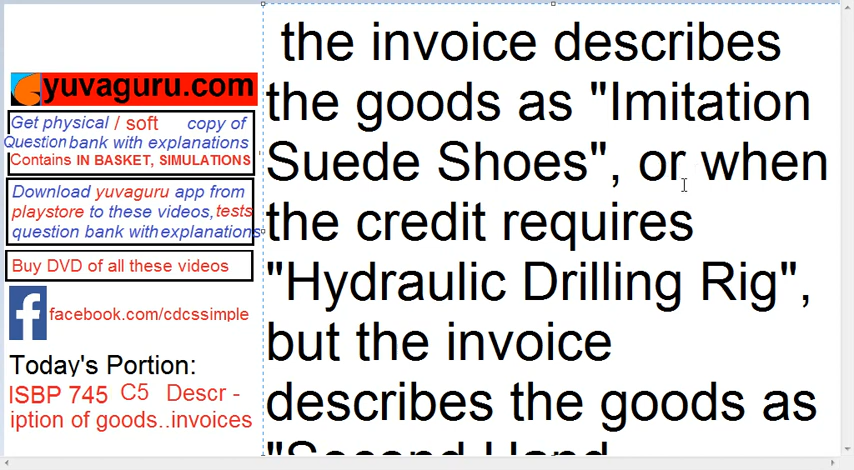 yuvaguru.com
Get physical / soft copy of
Question bank with explanations
Contains IN BASKET, SIMULATIONS
Download yuvaguru app from
playstore to these videos,tests
question bank with explanations
Buy DVD of all these videos
facebook.com/cdcssimple
Today's Portion:
ISBP 745 C5 Descr -
iption of goods..invoices
the invoice describes
the goods as "Imitation
Suede Shoes", or when
the credit requires
"Hydraulic Drilling Rig",
but the invoice
describes the goods as
"Second Hand